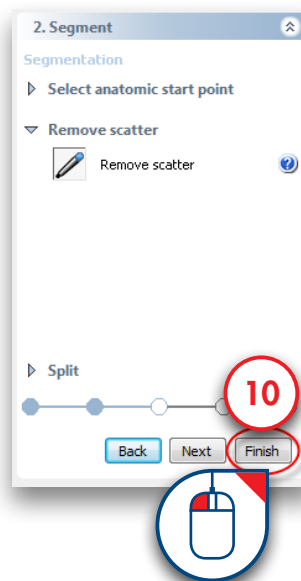 2. Segment
Segmentation
Select anatomic start point
Remove scatter
Remove scatter
Split
10
Back Next Finish